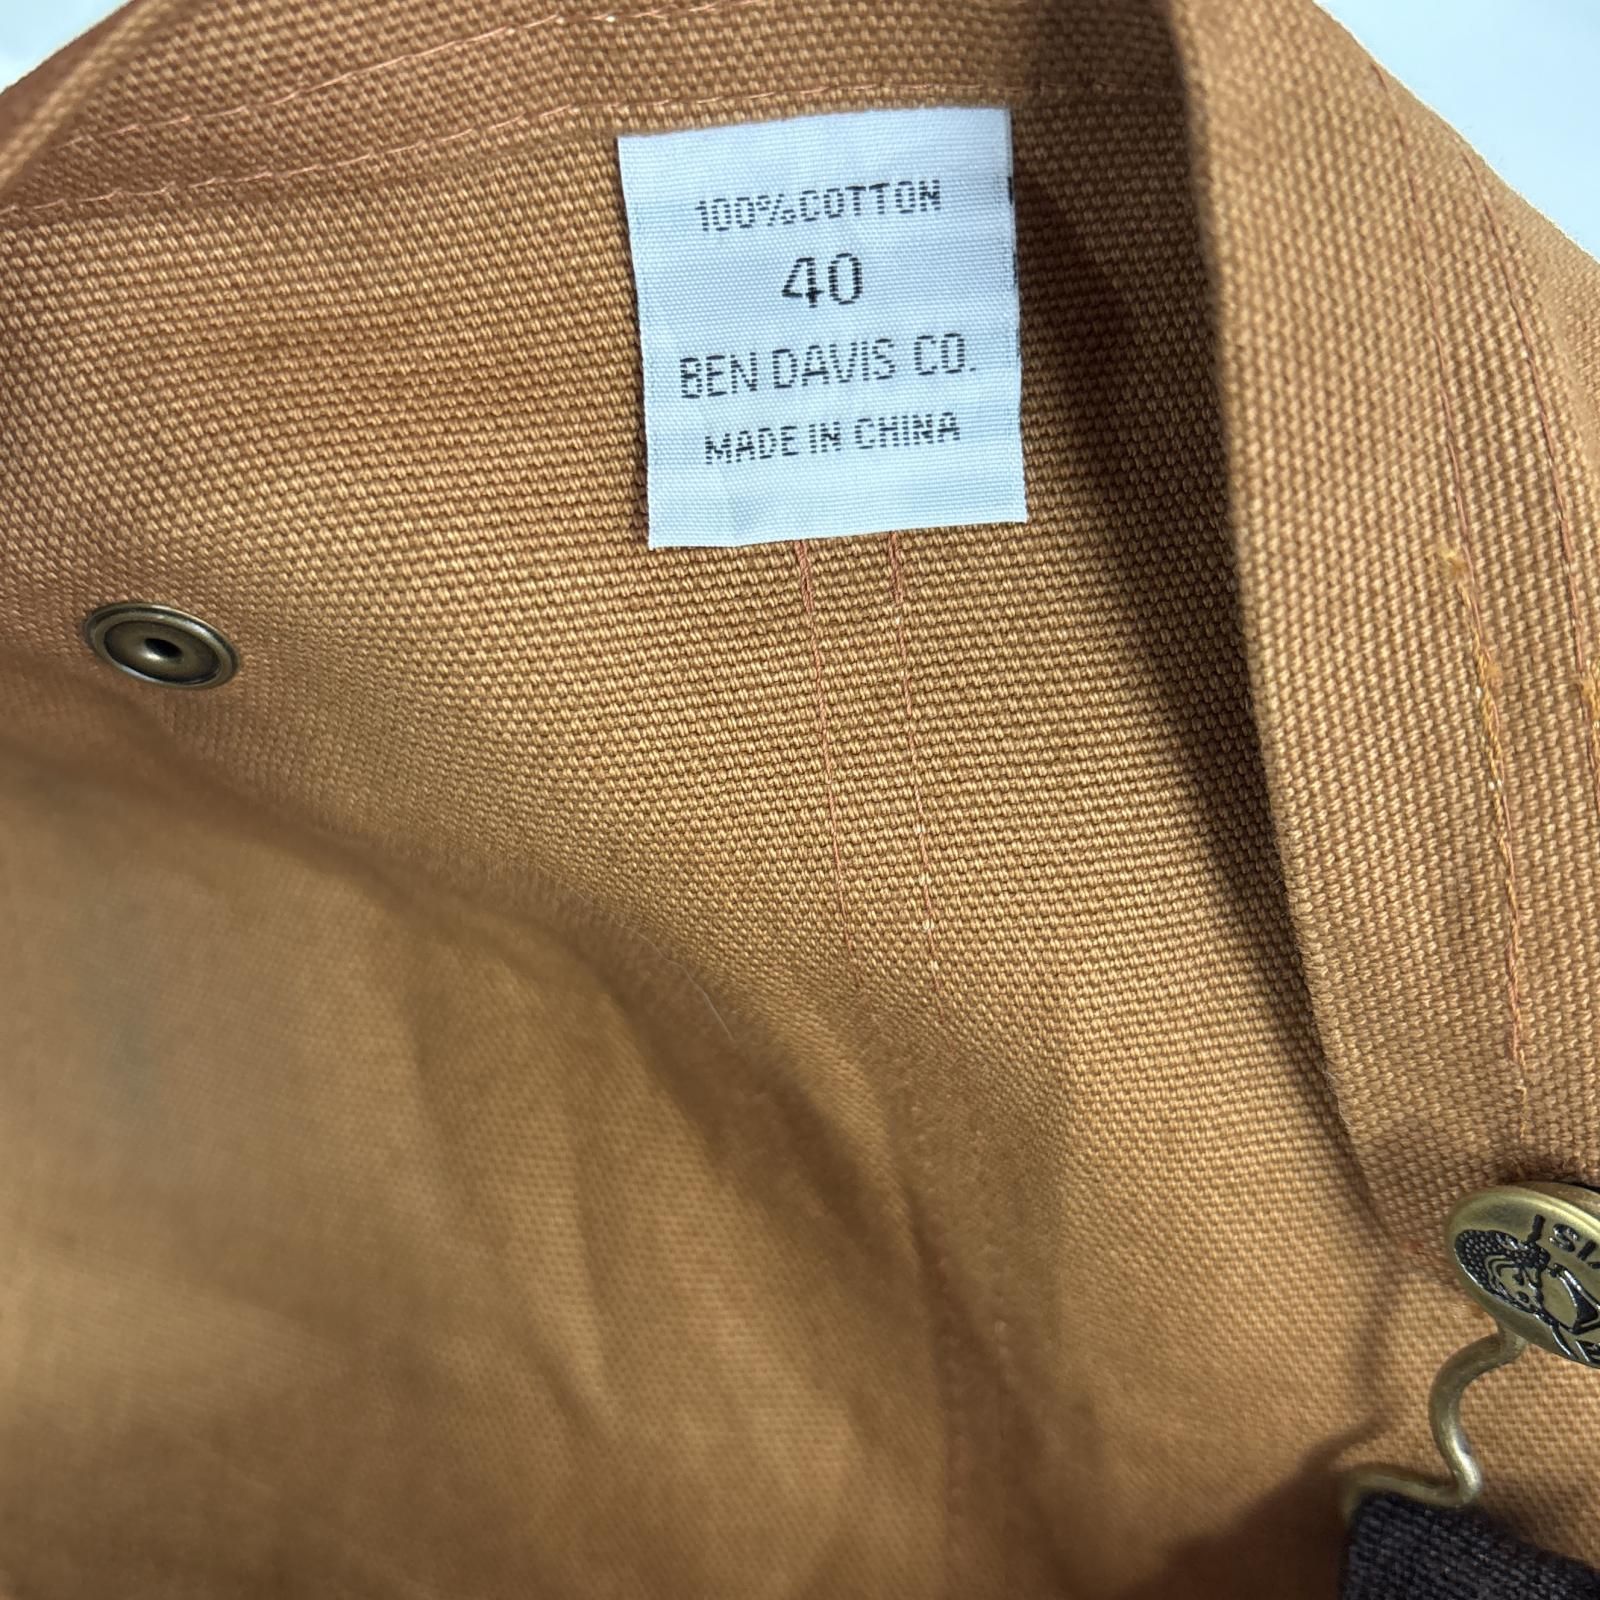 100%COTTON
40
BEN DAVIS CO.
MADE IN CHINA